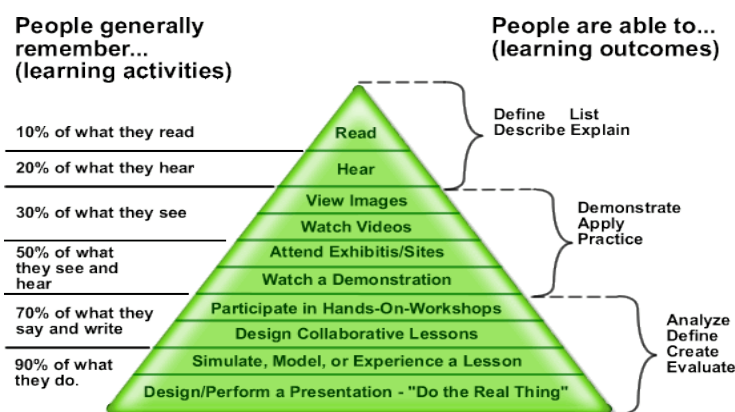 People generally
remember...
(learning activities)
People are able to...
(learning outcomes)
10% of what they read
20% of what they hear
30% of what they see
50% of what
they see and
hear
70% of what they
say and write
90% of what
they do.
Read
Hear
View Images
Watch Videos
Attend Exhibitis/Sites
Watch a Demonstration
Participate in Hands-On-Workshops
Design Collaborative Lessons
Simulate, Model, or Experience a Lesson
Design/Perform a Presentation - "Do the Real Thing"
Define List
Describe Explain
Demonstrate
Apply
Practice
Analyze
Define
Create
Evaluate